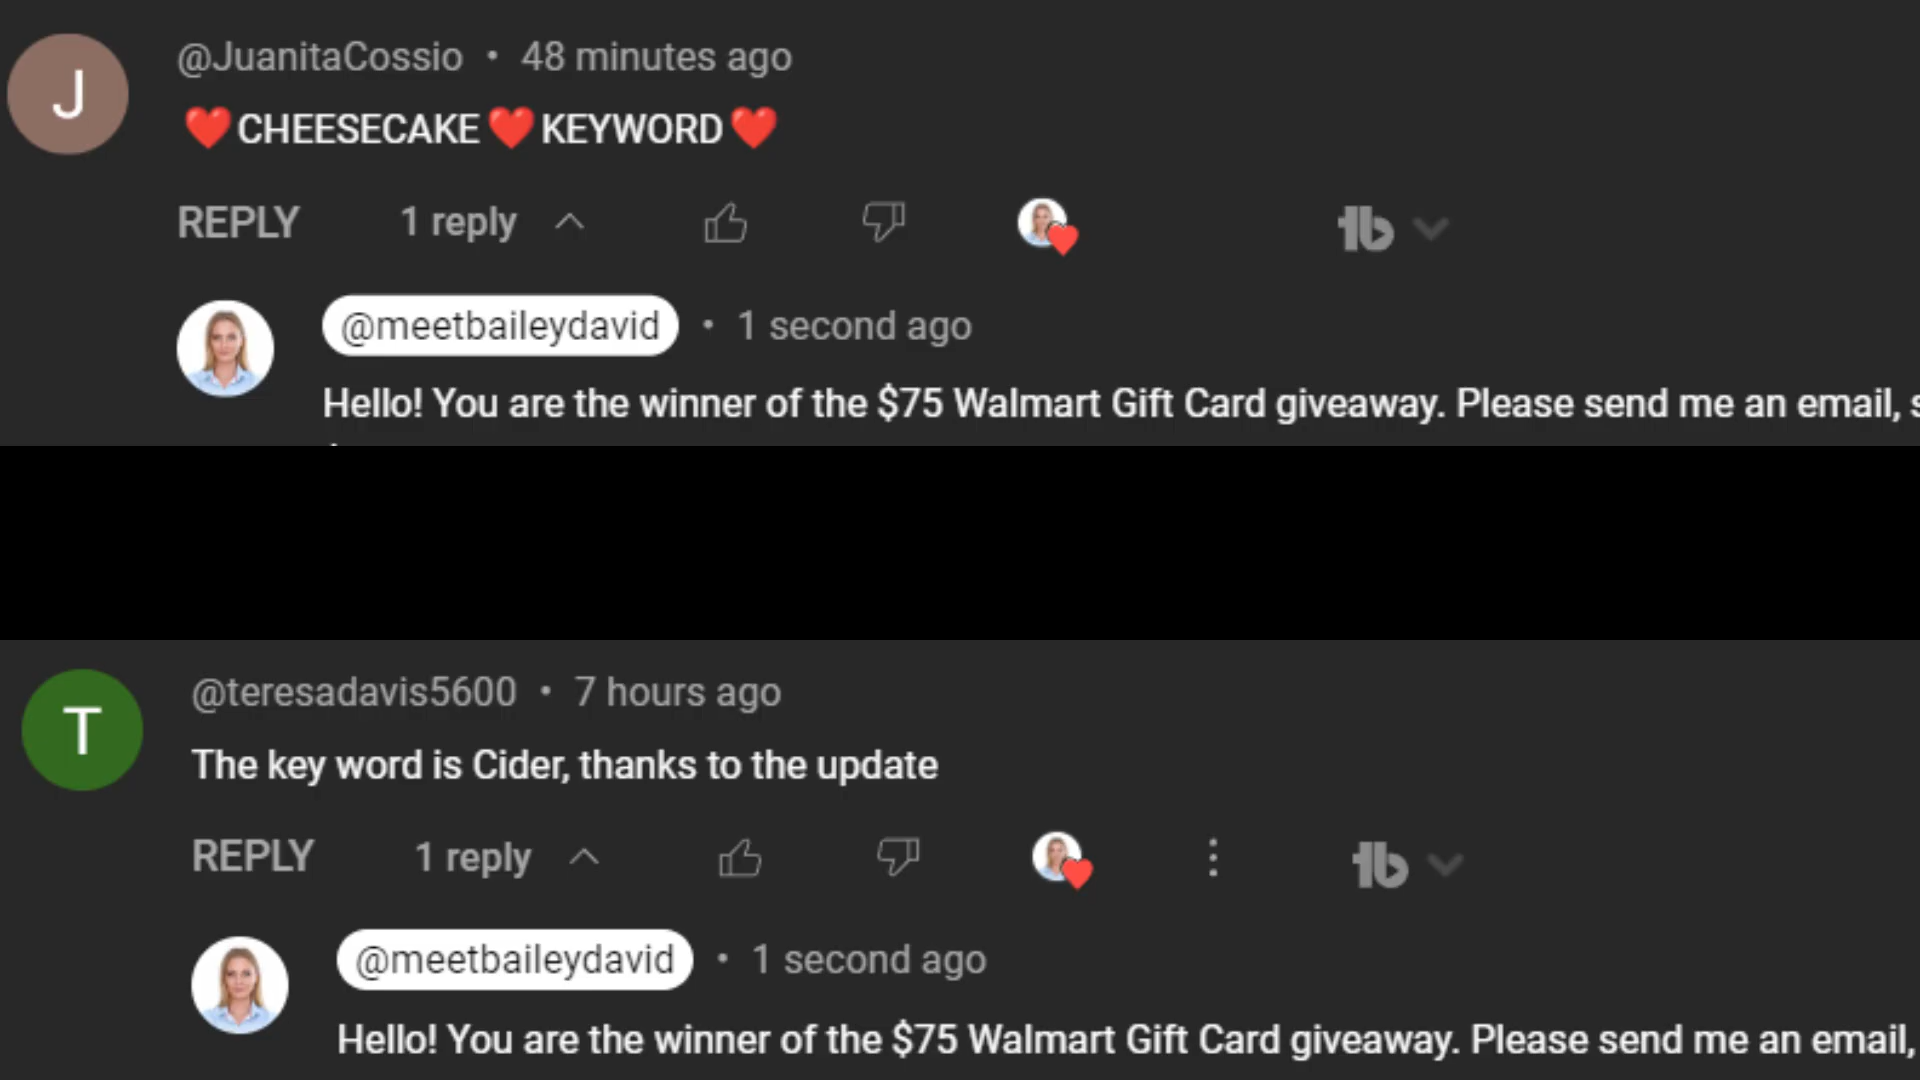 J
@JuanitaCossio • 48 minutes ago
❤️CHEESECAKE❤️KEYWORD❤️
REPLY 1 reply
tb
@meetbaileydavid • 1 second ago
Hello! You are the winner of the $75 Walmart Gift Card giveaway. Please send me an email, s
T
@teresadavis5600 • 7 hours ago
The key word is Cider, thanks to the update
REPLY 1 reply
tb
@meetbaileydavid • 1 second ago
Hello! You are the winner of the $75 Walmart Gift Card giveaway. Please send me an email,